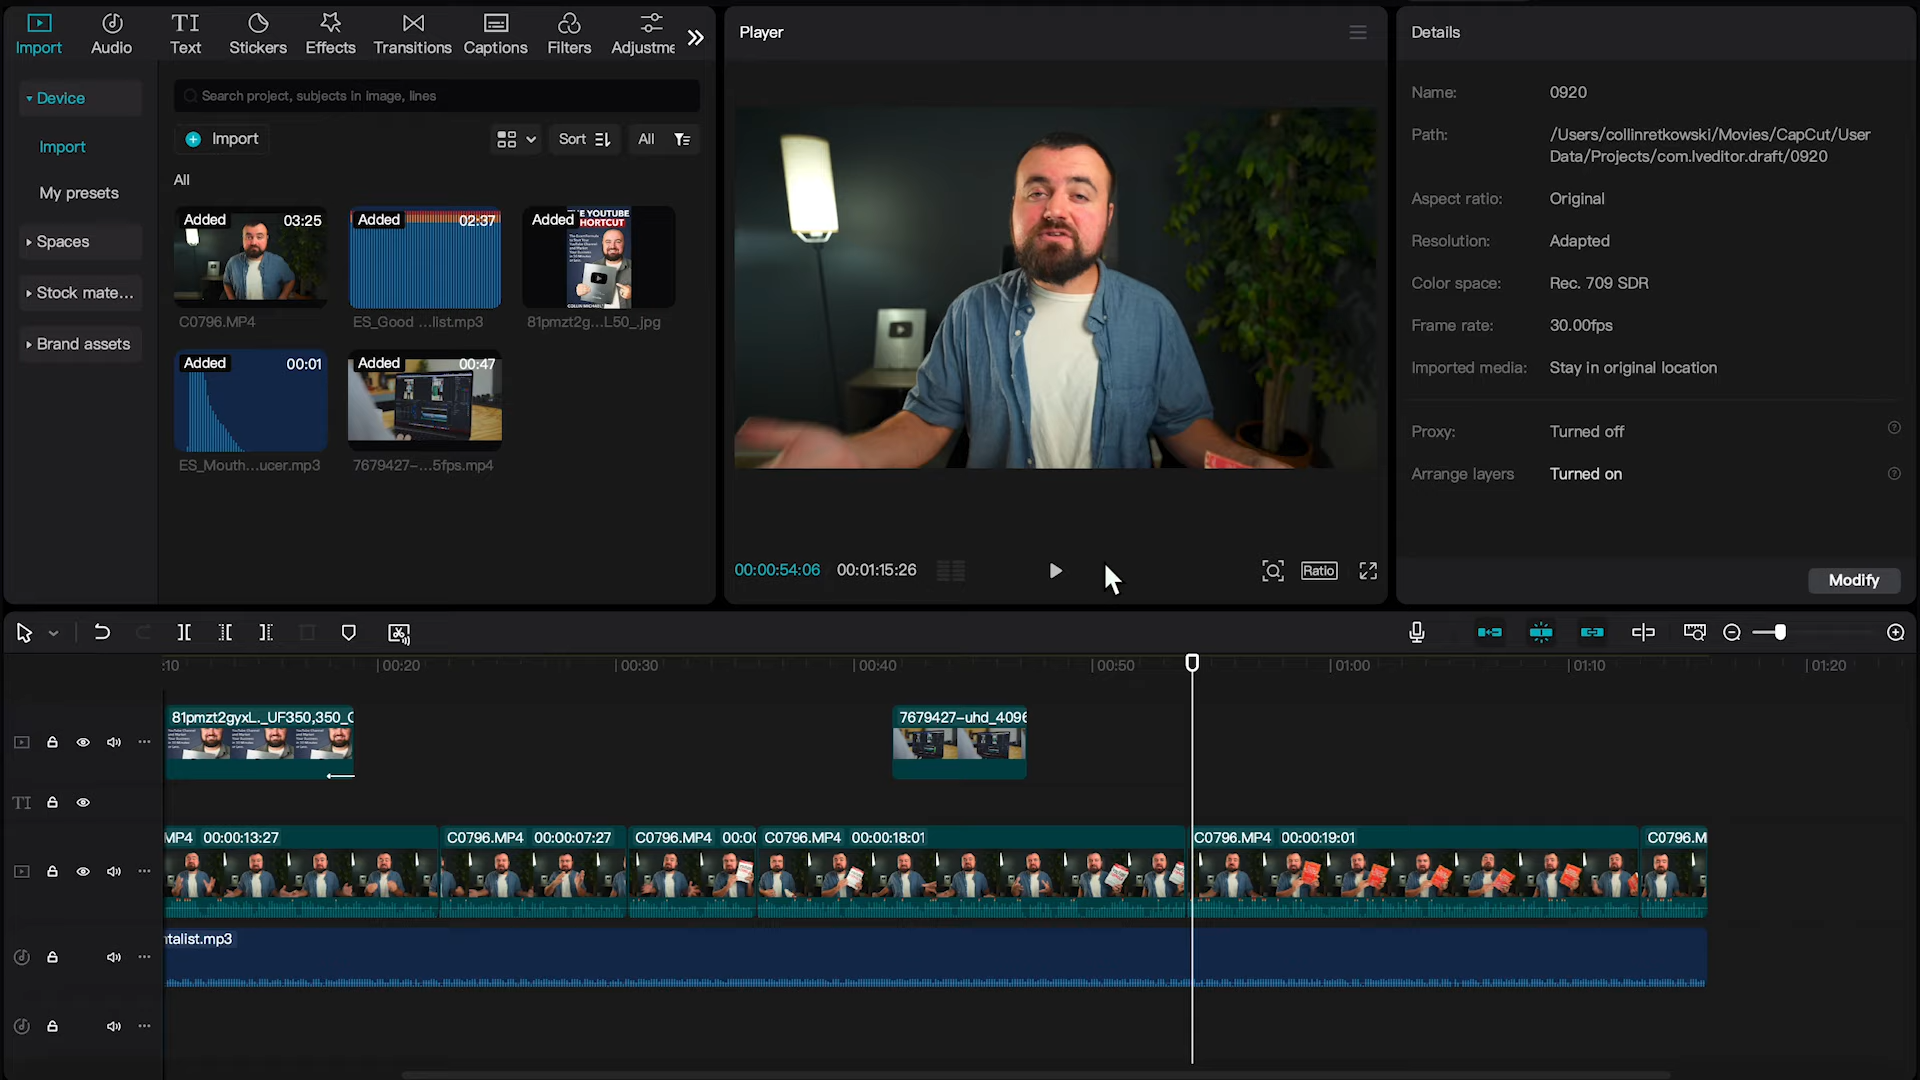 Import
Audio
Text
Stickers
Effects
Transitions
Captions
Filters
Adjustme
Device
Import
My presets
Spaces
Stock mate...
Brand assets
Search project, subjects in image, lines
Import
Sort
All
All
Added 03:25
C0796.MP4
Added 02:37
ES_Good ...list.mp3
Added
E YOUTUBE
HORTCUT
81pmzt2g...L50_.jpg
Added 00:01
ES_Mouth...ucer.mp3
Added 00:47
7679427-...5fps.mp4
Player
00:00:54:06
00:01:15:26
Ratio
Details
Name: 0920
Path: /Users/collinretkowski/Movies/CapCut/User
Data/Projects/com.lveditor.draft/0920
Aspect ratio: Original
Resolution: Adapted
Color space: Rec. 709 SDR
Frame rate: 30.00fps
Imported media: Stay in original location
Proxy: Turned off
Arrange layers Turned on
Modify
:10
00:20
00:30
00:40
00:50
01:00
01:10
01:20
81pmzt2gyxL._UF350,350_
7679427-uhd_4096
TI
MP4 00:00:13:27
C0796.MP4 00:00:07:27
C0796.MP4 00:0
C0796.MP4 00:00:18:01
C0796.MP4 00:00:19:01
C0796.M
talist.mp3